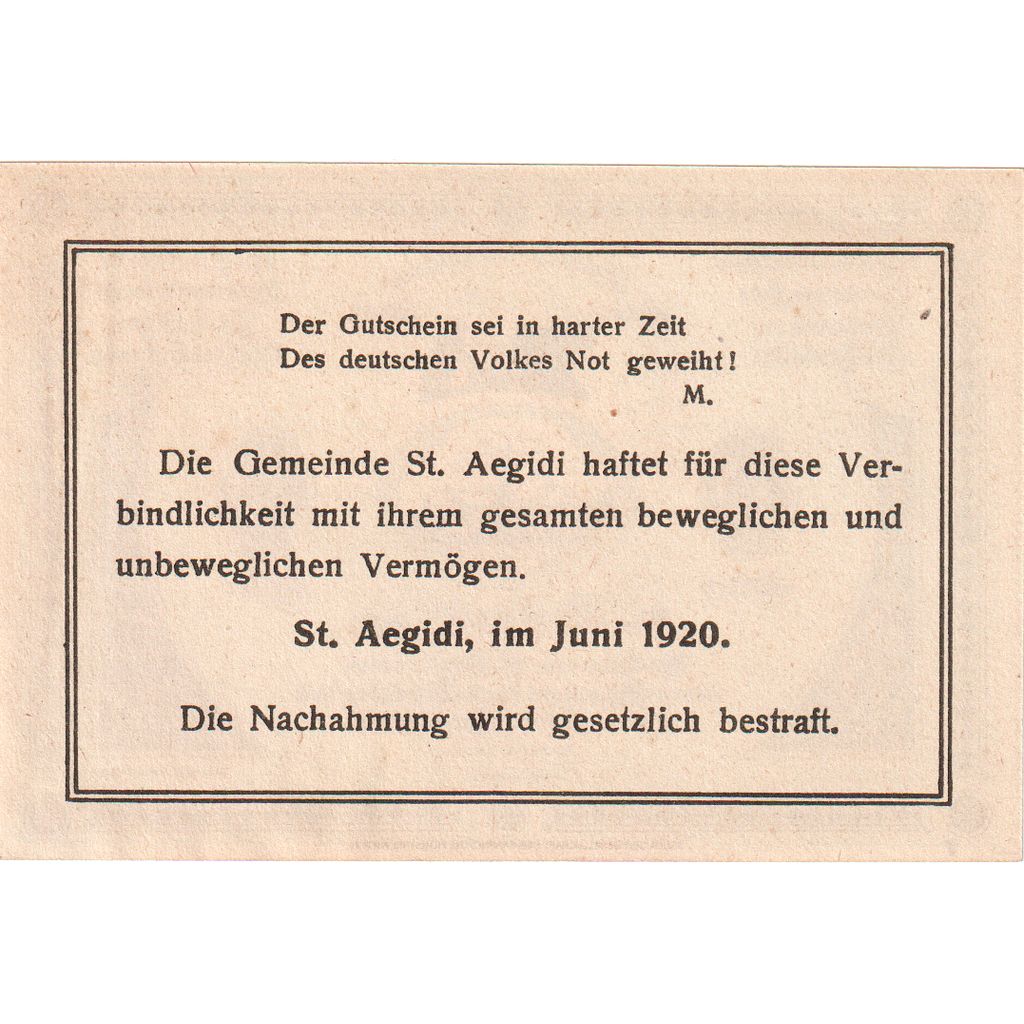 Der Gutschein sei in harter Zeit
Des deutschen Volkes Not geweiht!
M.
Die Gemeinde St. Aegidi haftet für diese Ver-
bindlichkeit mit ihrem gesamten beweglichen und
unbeweglichen Vermögen.
St. Aegidi, im Juni 1920.
Die Nachahmung wird gesetzlich bestraft.